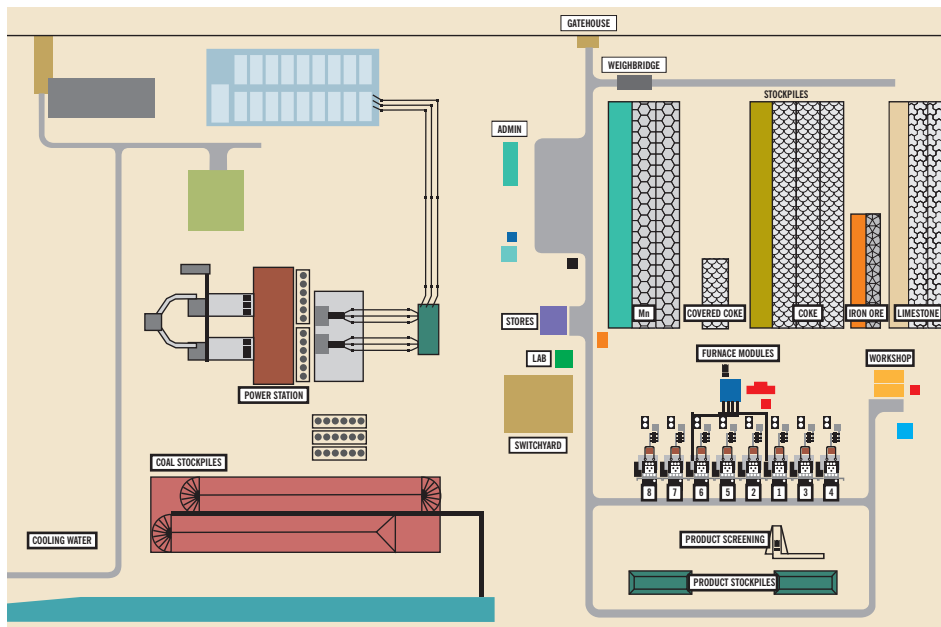 GATEHOUSE
WEIGHBRIDGE
STOCKPILES
ADMIN
Mn
COVERED COKE
COKE
IRON ORE
LIMESTONE
STORES
LAB
FURNACE MODULES
WORKSHOP
POWER STATION
SWITCHYARD
COAL STOCKPILES
8 7 6 5 2 1 3 4
COOLING WATER
PRODUCT SCREENING
PRODUCT STOCKPILES